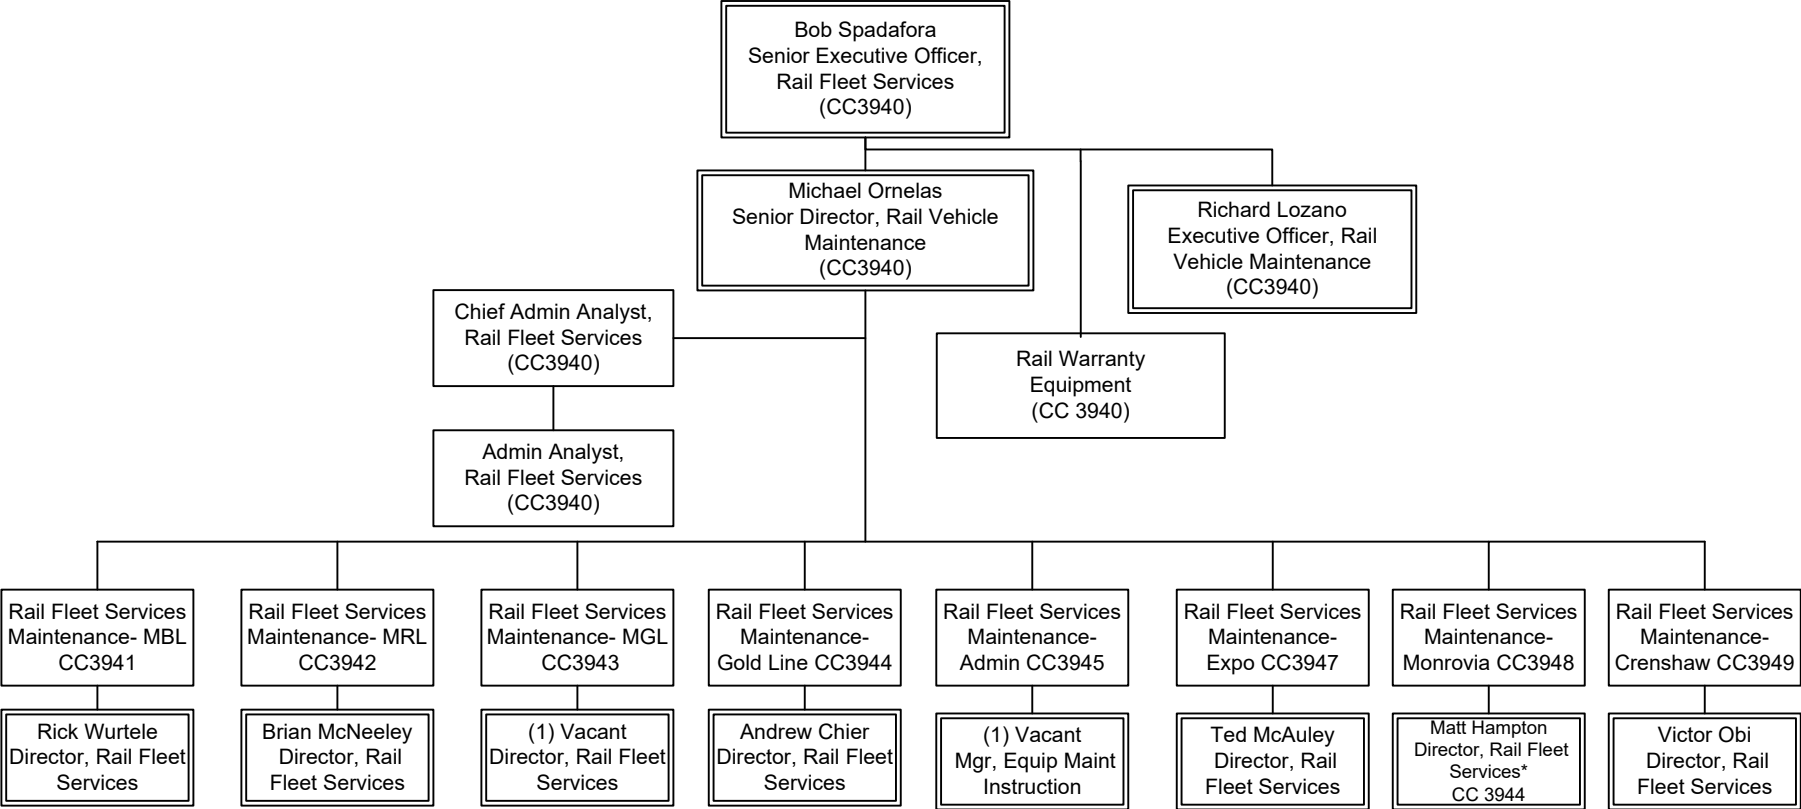 Bob Spadafora
Senior Executive Officer,
Rail Fleet Services
(CC3940)
Michael Ornelas
Senior Director, Rail Vehicle
Maintenance
(CC3940)
Richard Lozano
Executive Officer, Rail
Vehicle Maintenance
(CC3940)
Chief Admin Analyst,
Rail Fleet Services
(CC3940)
Rail Warranty
Equipment
(CC 3940)
Admin Analyst,
Rail Fleet Services
(CC3940)
Rail Fleet Services
Maintenance- MBL
CC3941
Rail Fleet Services
Maintenance- MRL
CC3942
Rail Fleet Services
Maintenance- MGL
CC3943
Rail Fleet Services
Maintenance-
Gold Line CC3944
Rail Fleet Services
Maintenance-
Admin CC3945
Rail Fleet Services
Maintenance-
Expo CC3947
Rail Fleet Services
Maintenance-
Monrovia CC3948
Rail Fleet Services
Maintenance-
Crenshaw CC3949
Rick Wurtele
Director, Rail Fleet
Services
Brian McNeeley
Director, Rail
Fleet Services
(1) Vacant
Director, Rail Fleet
Services
Andrew Chier
Director, Rail Fleet
Services
(1) Vacant
Mgr, Equip Maint
Instruction
Ted McAuley
Director, Rail
Fleet Services
Matt Hampton
Director, Rail Fleet
Services*
CC 3944
Victor Obi
Director, Rail
Fleet Services